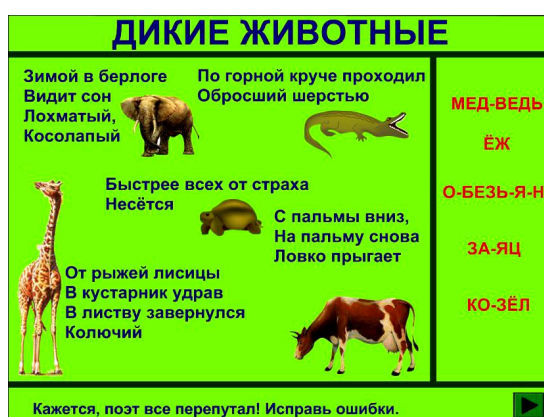 ДИКИЕ ЖИВОТНЫЕ
Зимой в берлоге
Видит сон
Лохматый,
Косолапый
По горной круче проходил
Обросший шерстью
Быстрее всех от страха
Несётся
С пальмы вниз,
На пальму снова
Ловко прыгает
От рыжей лисицы
В кустарник удрав
В листву завернулся
Колючий
МЕД-ВЕДЬ
ЁЖ
О-БЕЗЬ-Я-Н
ЗА-ЯЦ
КО-ЗЁЛ
Кажется, поэт все перепутал! Исправь ошибки.